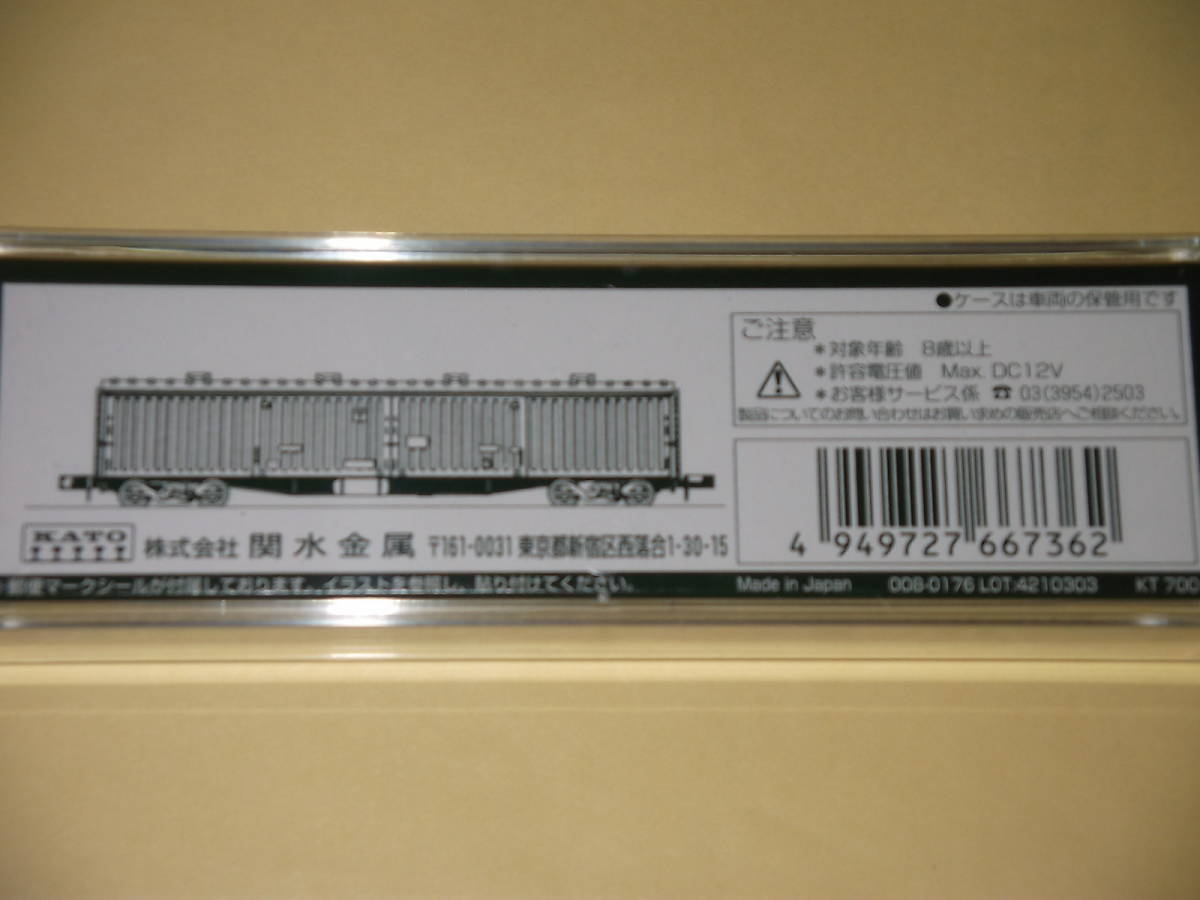 ●ケースは車両の保管用です
ご注意
＊対象年齢　8歳以上
＊許容電圧値　Max. DC12V
＊お客様サービス係 ☎ 03(3954)2503
製品についてのお問い合わせはお買い求めの販売店へご相談ください。
KATO
株式会社 関水金属 〒161-0031 東京都新宿区西落合1-30-15
4 949727 667362
郵便マークシールが付属しております。イラストを参照し、貼り付けてください。
Made in Japan 008-0176 LOT:4210303 KT 700